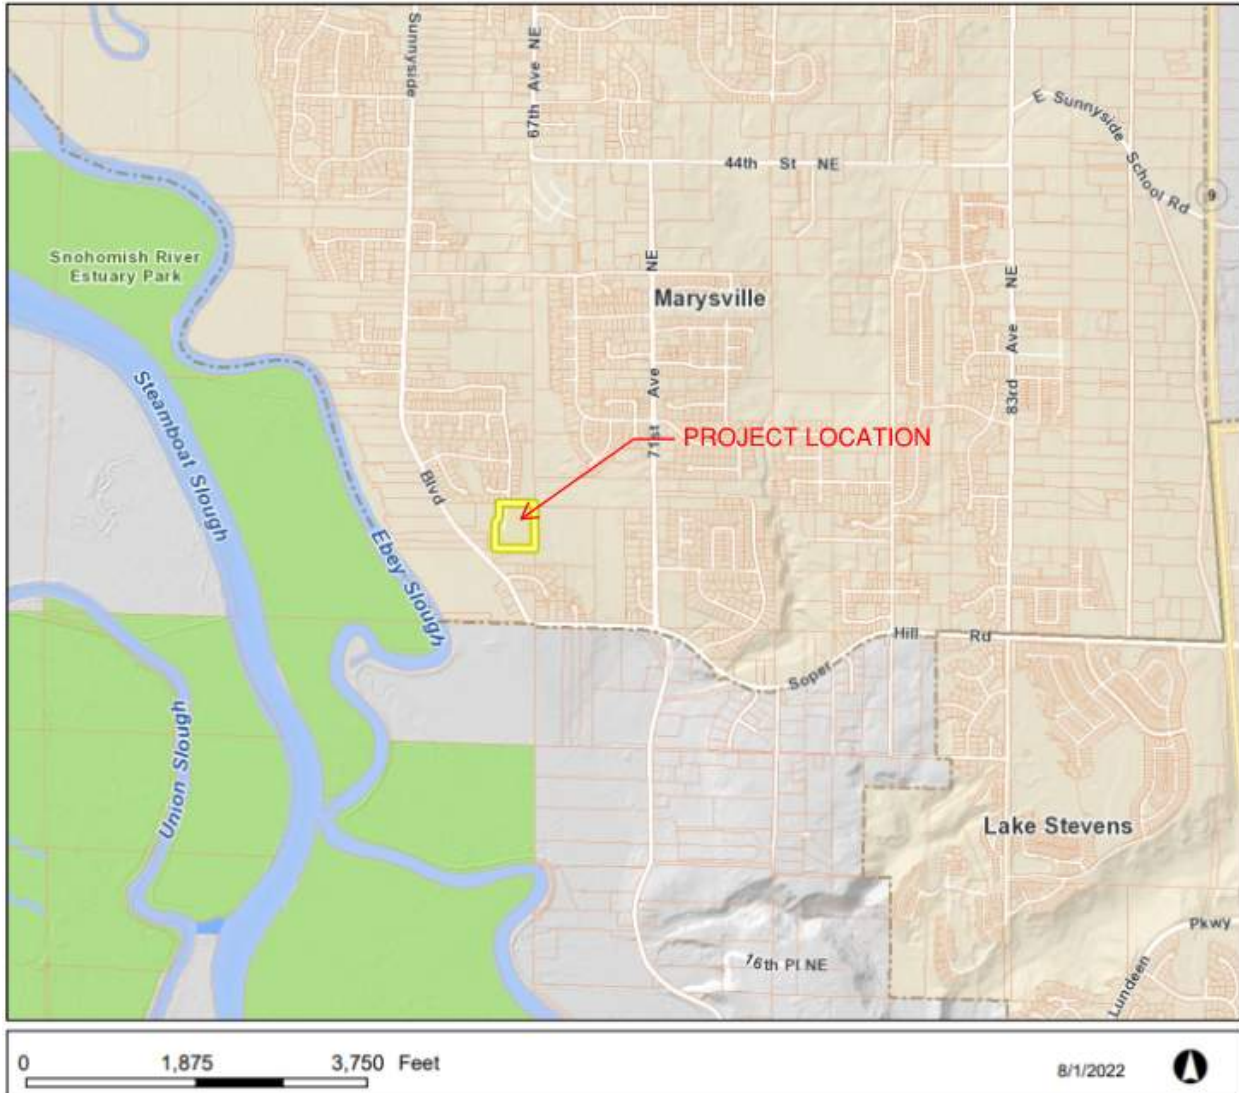 Sunnyside
67th Ave NE
E Sunnyside School Rd
44th St NE
9
Snohomish River
Estuary Park
NE
Marysville
NE
Ave
83rd
Ave
71st
Steamboat Slough
PROJECT LOCATION
Blvd
Ebey Slough
Hill Rd
Soper
Union Slough
Lake Stevens
Pkwy
16th Pl NE
Lundeen
0 1,875 3,750 Feet
8/1/2022